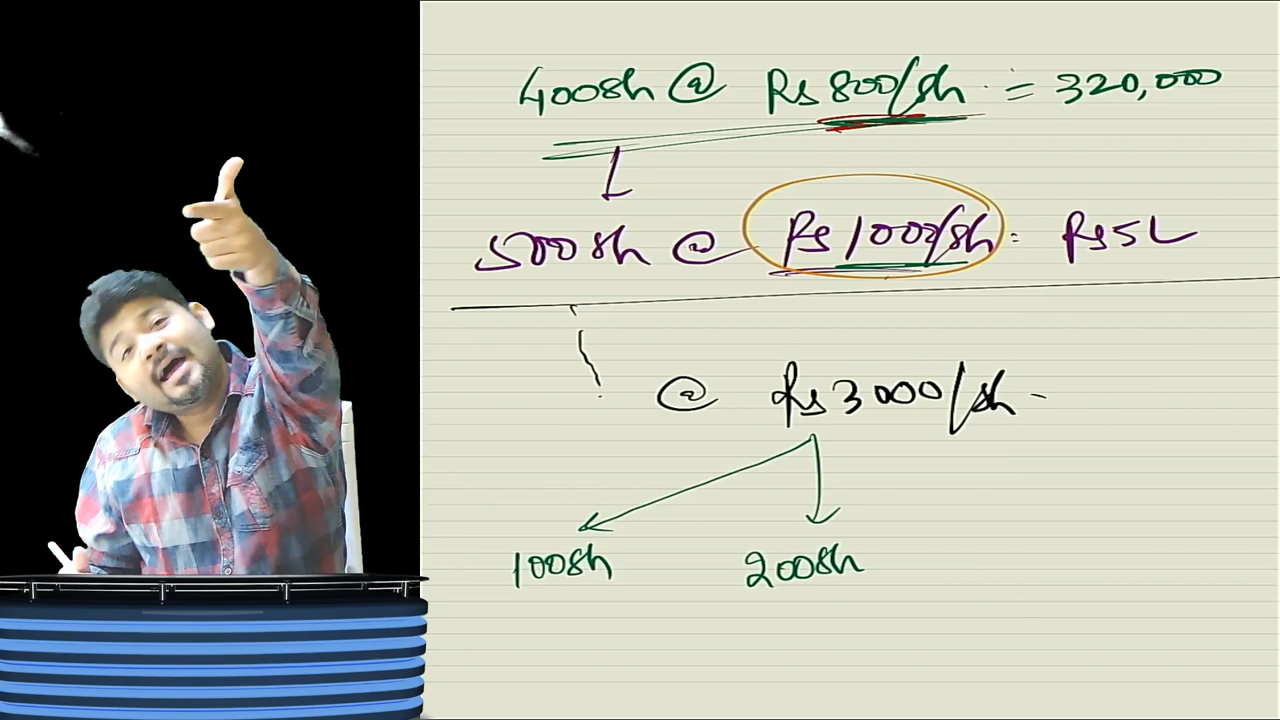 400sh @ Rs 800/sh = 320,000
500sh @ Rs 1000/sh = Rs 5L
@ Rs 3000/sh
100sh 200sh